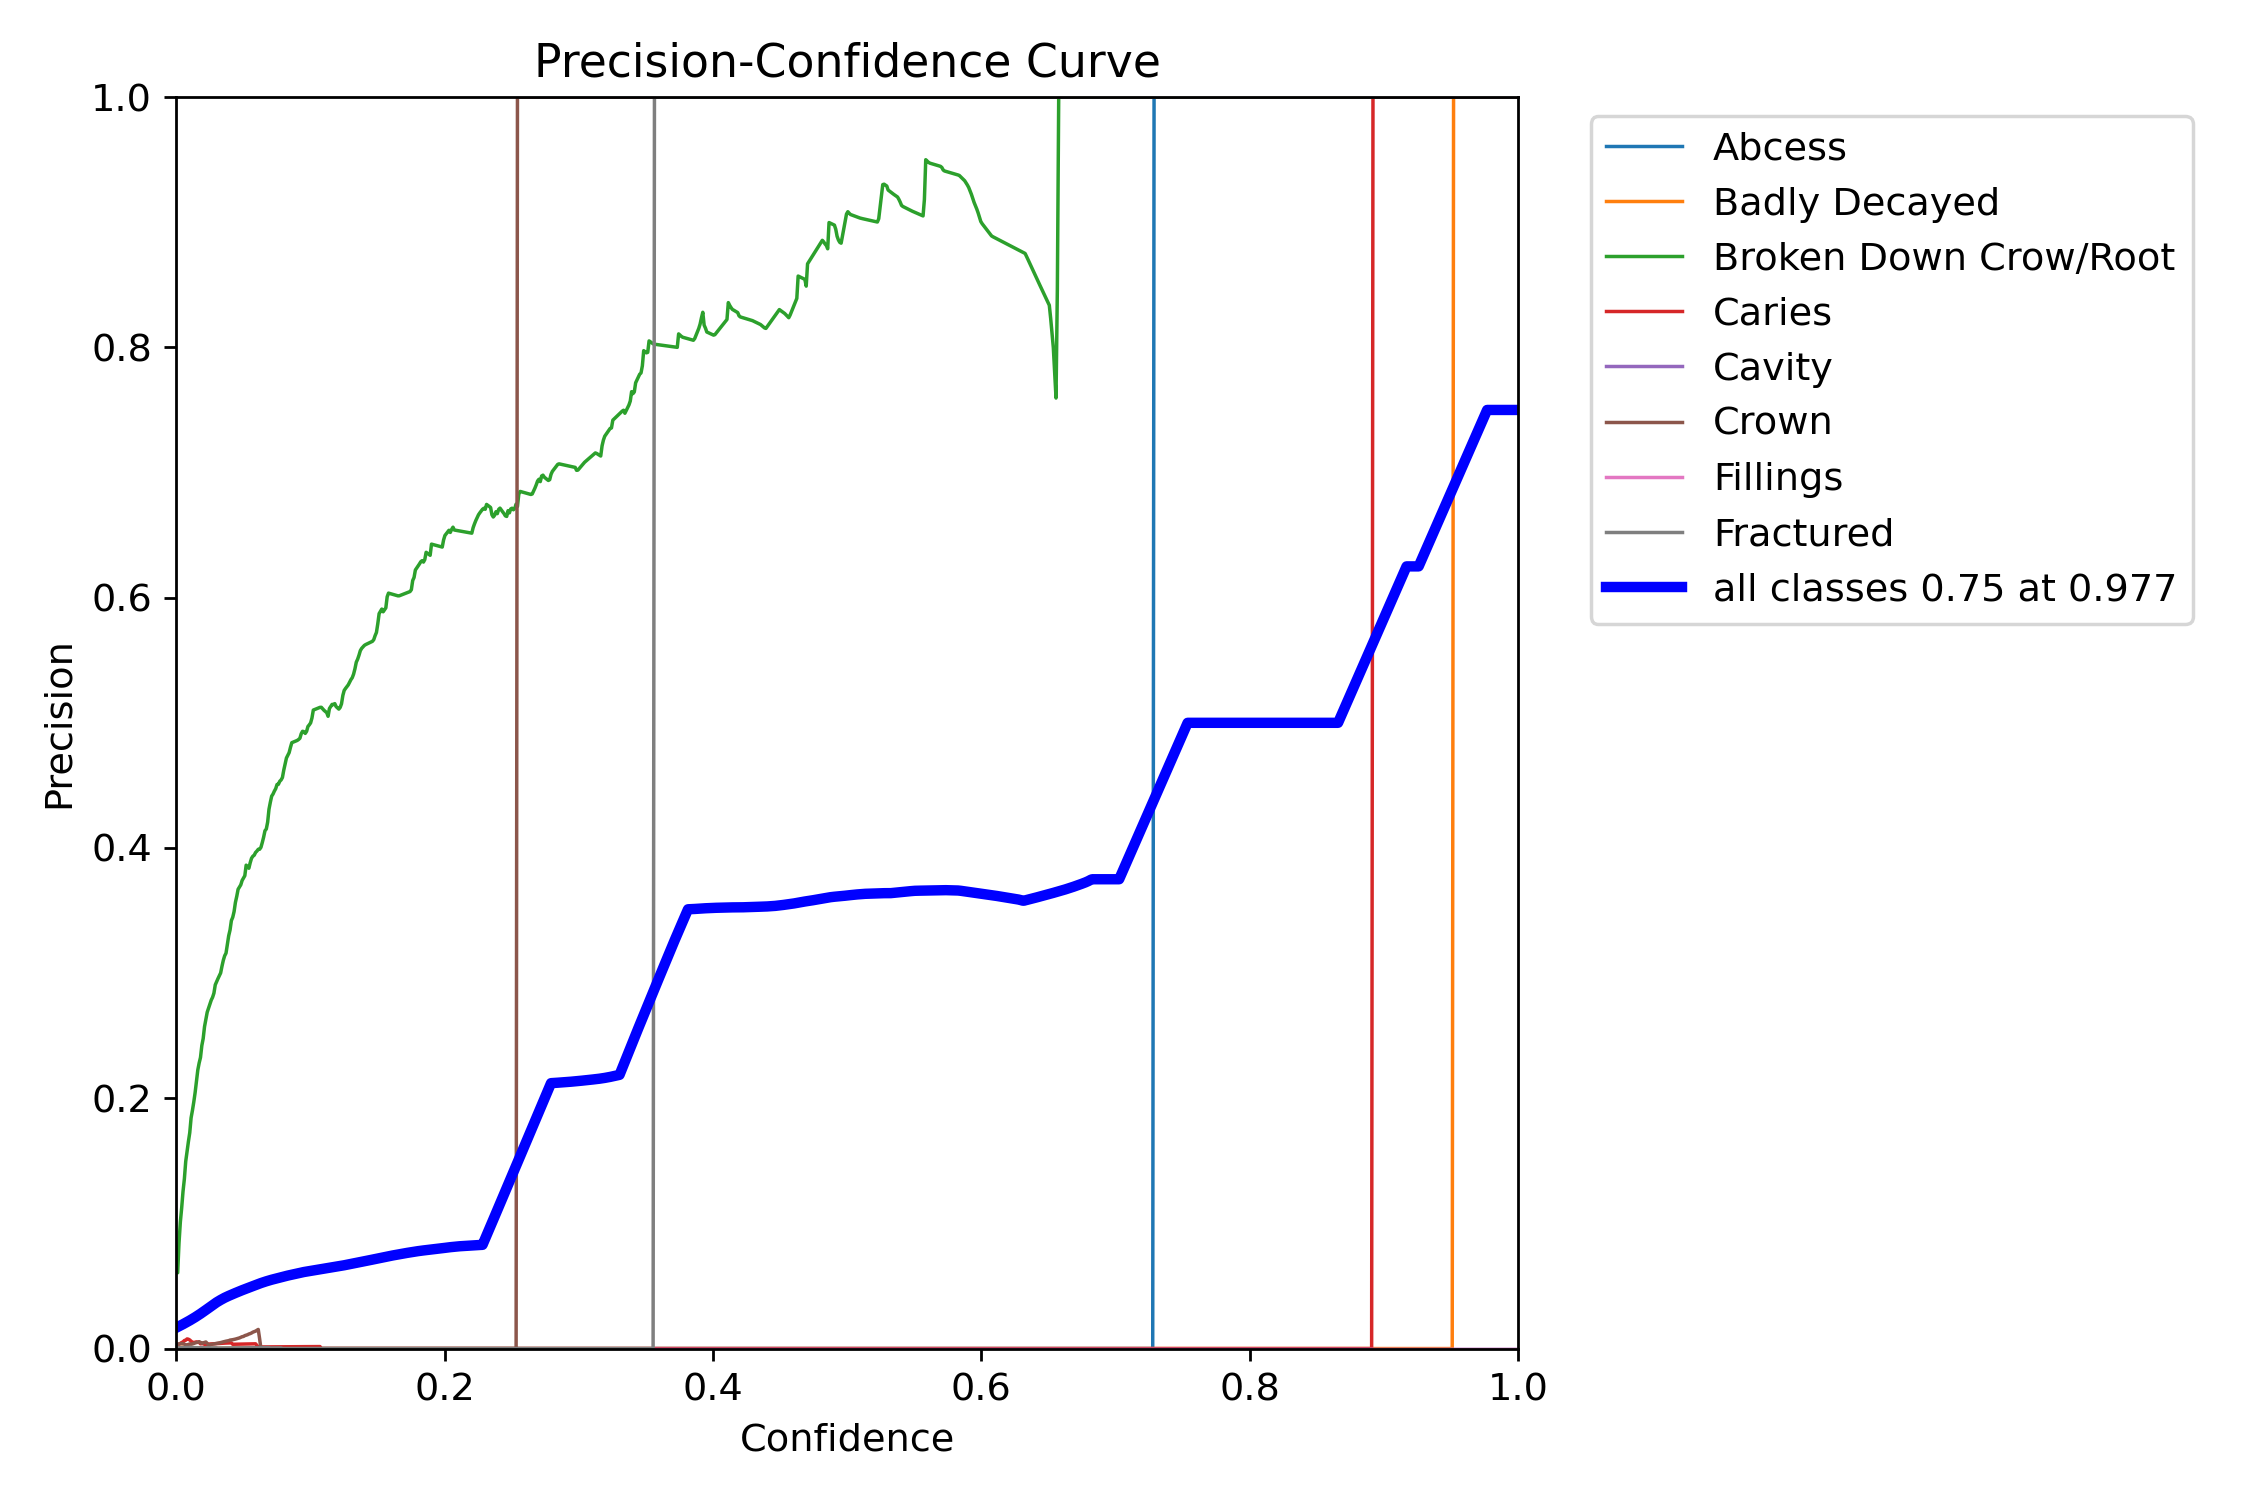 Precision-Confidence Curve
1.0
0.8
0.6
0.4
0.2
0.0
Precision
0.0 0.2 0.4 0.6 0.8 1.0
Confidence
Abcess
Badly Decayed
Broken Down Crow/Root
Caries
Cavity
Crown
Fillings
Fractured
all classes 0.75 at 0.977